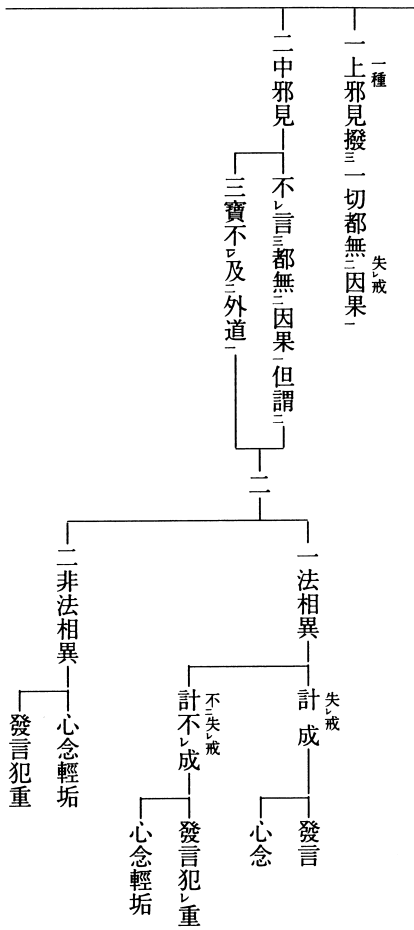 一上邪見撥三一切都無二因果一
一種
失レ戒
二中邪見
不レ言三都無二因果一但謂二
三寶不レ及二外道一
二
一法相異
計成
失レ戒
發言
心念
計不レ成
不二失レ戒
發言犯レ重
心念輕垢
二非法相異
心念輕垢
發言犯重